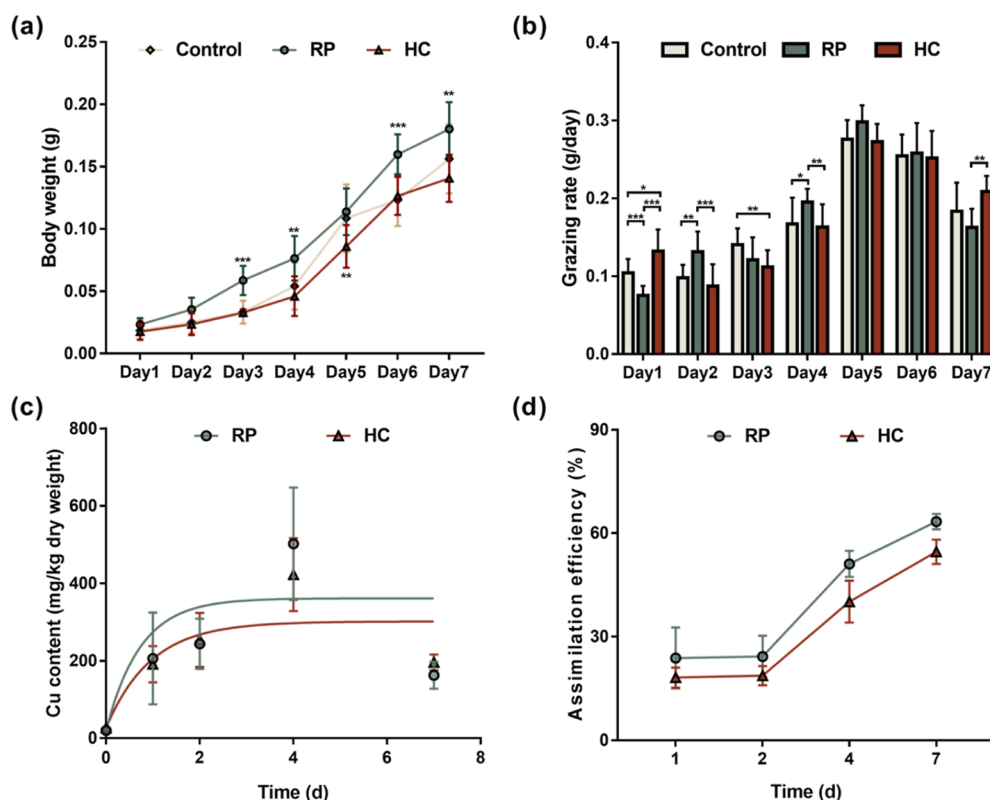 (a)
Control RP HC
Body weight (g)
0.25
0.20
0.15
0.10
0.05
0.00
***
**
**
***
**
Day1 Day2 Day3 Day4 Day5 Day6 Day7
(b)
Control RP HC
Grazing rate (g/day)
0.4
0.3
0.2
0.1
0.0
*
***
***
**
***
**
*
**
**
Day1 Day2 Day3 Day4 Day5 Day6 Day7
(c)
RP HC
Cu content (mg/kg dry weight)
800
600
400
200
0
0 2 4 6 8
Time (d)
(d)
RP HC
Assimilation efficiency (%)
90
60
30
0
1 2 4 7
Time (d)